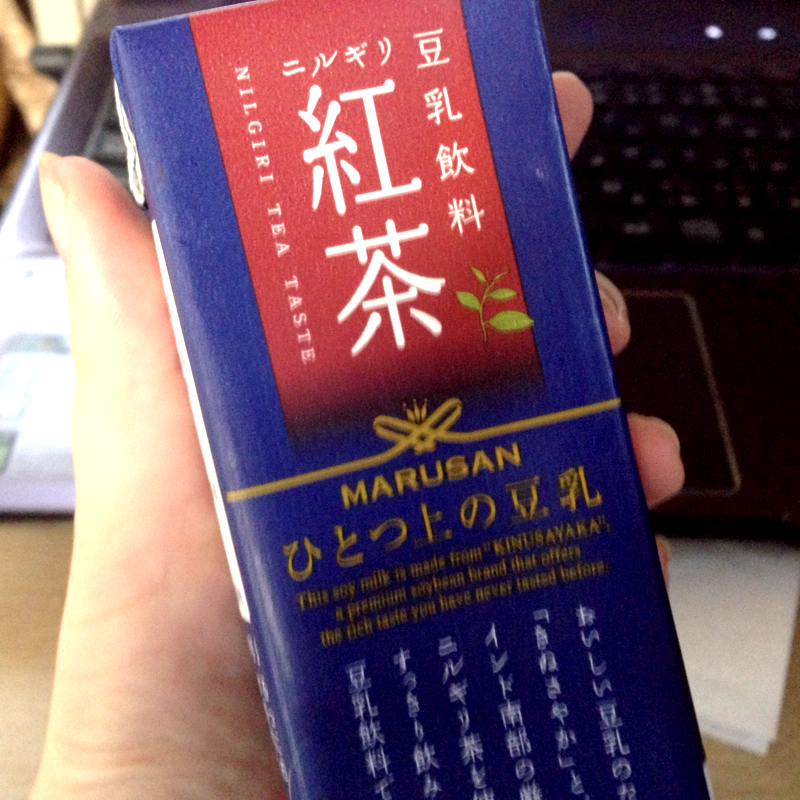 豆乳飲料
ニルギリ
紅茶
NILGIRI TEA TASTE
MARUSAN
ひとつ上の豆乳
This soy milk is made from "KINUSAYAKA",
a premium soybean brand that offers
the rich taste you have never tasted before.
おいしい豆乳の
「きぬさやか」と、
インド南部の
ニルギリ茶を
すっきり飲み
豆乳飲料で